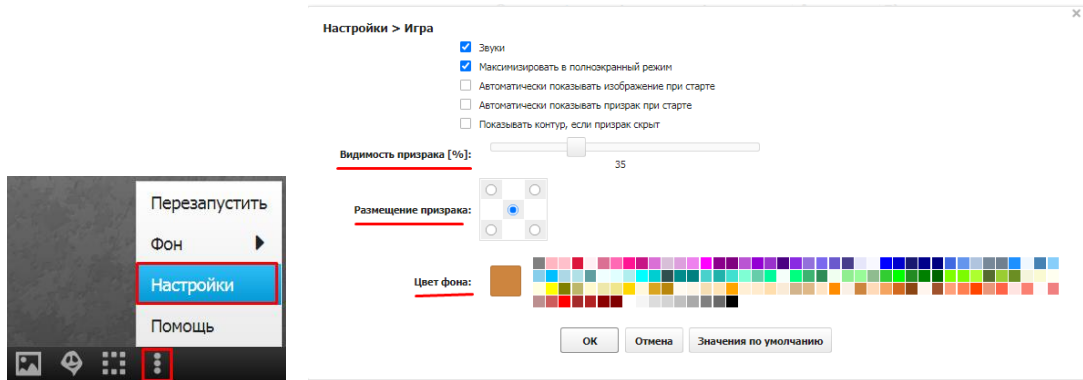 Перезапустить
Фон
Настройки
Помощь
Настройки > Игра
Звуки
Максимизировать в полноэкранный режим
Автоматически показывать изображение при старте
Автоматически показывать призрак при старте
Показывать контур, если призрак скрыт
Видимость призрака [%]:
35
Размещение призрака:
Цвет фона:
ОК Отмена Значения по умолчанию